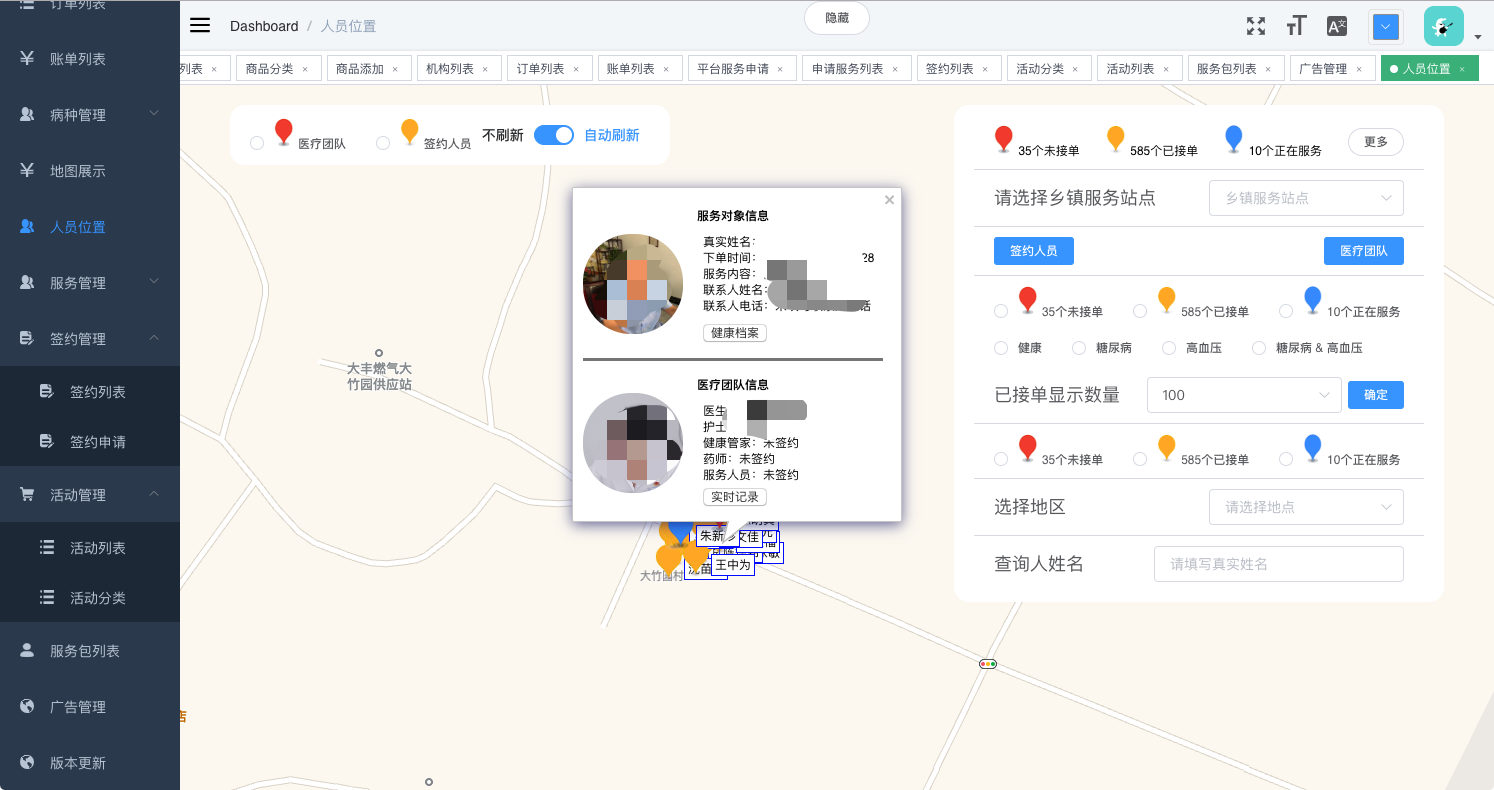 订单列表
账单列表
病种管理
地图展示
人员位置
服务管理
签约管理
签约列表
签约申请
活动管理
活动列表
活动分类
服务包列表
广告管理
版本更新
Dashboard / 人员位置
隐藏
列表 × 商品分类 × 商品添加 × 机构列表 × 订单列表 × 账单列表 × 平台服务申请 × 申请服务列表 × 签约列表 × 活动分类 × 活动列表 × 服务包列表 × 广告管理 × 人员位置 ×
医疗团队 签约人员 不刷新 自动刷新
服务对象信息
真实姓名:
下单时间: 28
服务内容:
联系人姓名:
联系人电话: 话
健康档案
医疗团队信息
医生
护士
健康管家: 未签约
药师: 未签约
服务人员: 未签约
实时记录
大丰燃气大
竹园供应站
朱新 文佳
王中为
大竹园村
店
35个未接单 585个已接单 10个正在服务 更多
请选择乡镇服务站点 乡镇服务站点
签约人员 医疗团队
35个未接单 585个已接单 10个正在服务
健康 糖尿病 高血压 糖尿病 & 高血压
已接单显示数量 100 确定
35个未接单 585个已接单 10个正在服务
选择地区 请选择地点
查询人姓名 请填写真实姓名